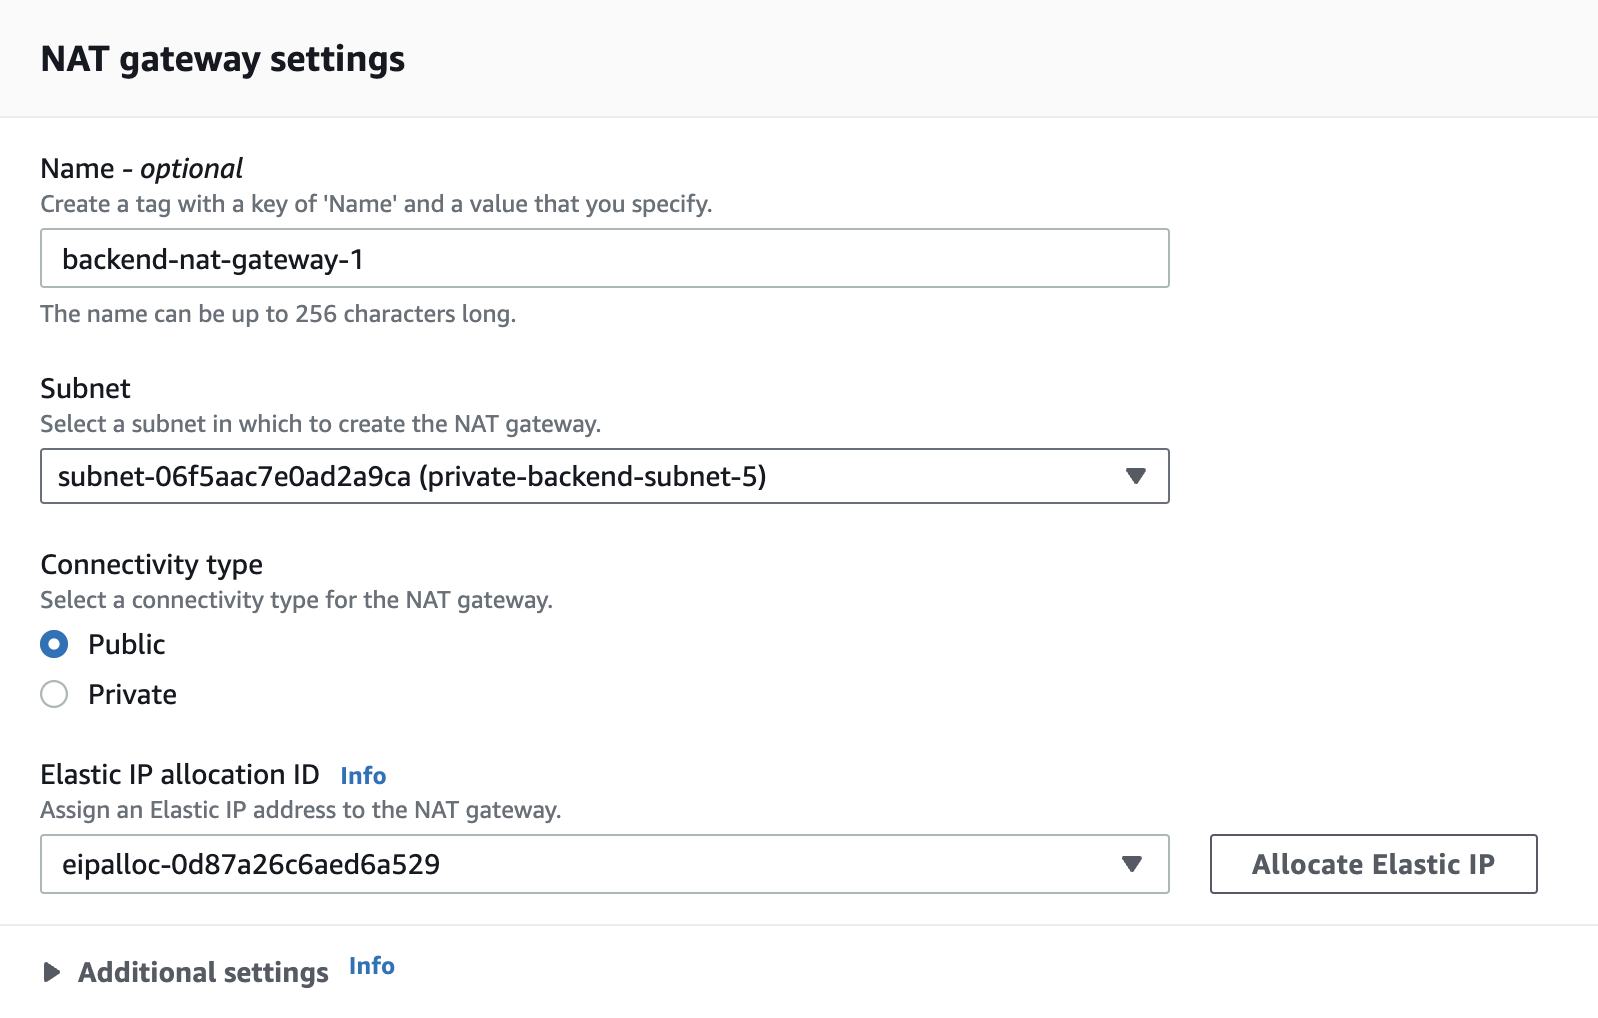 NAT gateway settings
Name - optional
Create a tag with a key of 'Name' and a value that you specify.
backend-nat-gateway-1
The name can be up to 256 characters long.
Subnet
Select a subnet in which to create the NAT gateway.
subnet-06f5aac7e0ad2a9ca (private-backend-subnet-5)
Connectivity type
Select a connectivity type for the NAT gateway.
Public
Private
Elastic IP allocation ID Info
Assign an Elastic IP address to the NAT gateway.
eipalloc-0d87a26c6aed6a529 Allocate Elastic IP
Additional settings Info